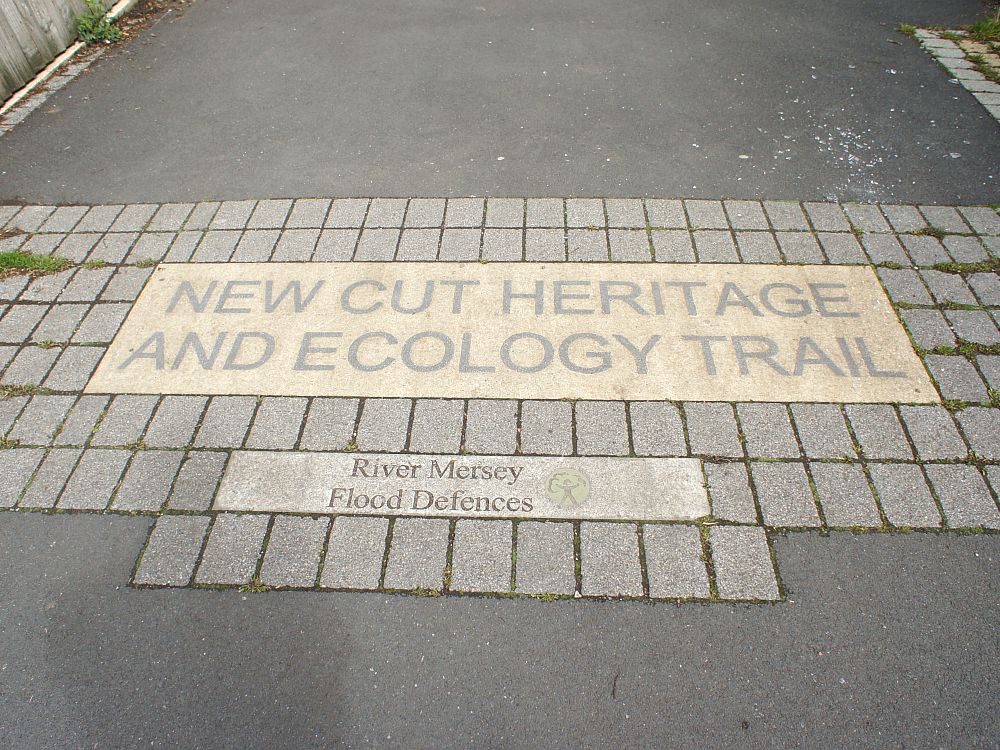 NEW CUT HERITAGE
AND ECOLOGY TRAIL
River Mersey
Flood Defences